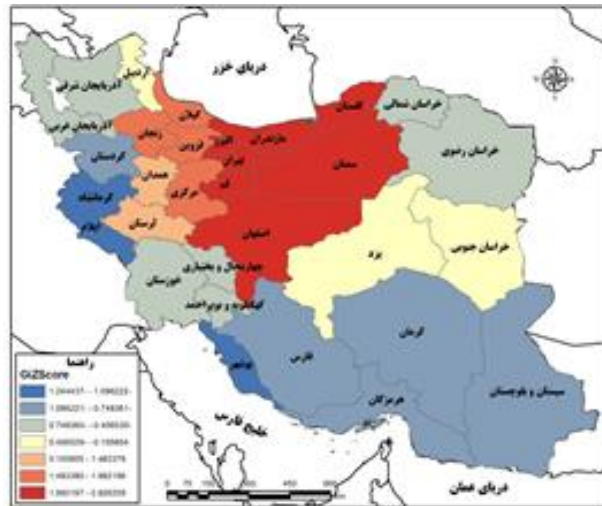 دریای خزر
اردبیل
آذربایجان شرقی
آذربایجان غربی
گیلان
زنجان
کردستان
قزوین
البرز
مازندران
گلستان
خراسان شمالی
خراسان رضوی
تهران
سمنان
همدان
قم
مرکزی
کرمانشاه
ایلام
لرستان
اصفهان
یزد
خراسان جنوبی
چهارمحال و بختیاری
خوزستان
کهکیلویه و بویراحمد
بوشهر
فارس
کرمان
سیستان و بلوچستان
هرمزگان
خلیج فارس
دریای عمان
راهنما
GiZScore